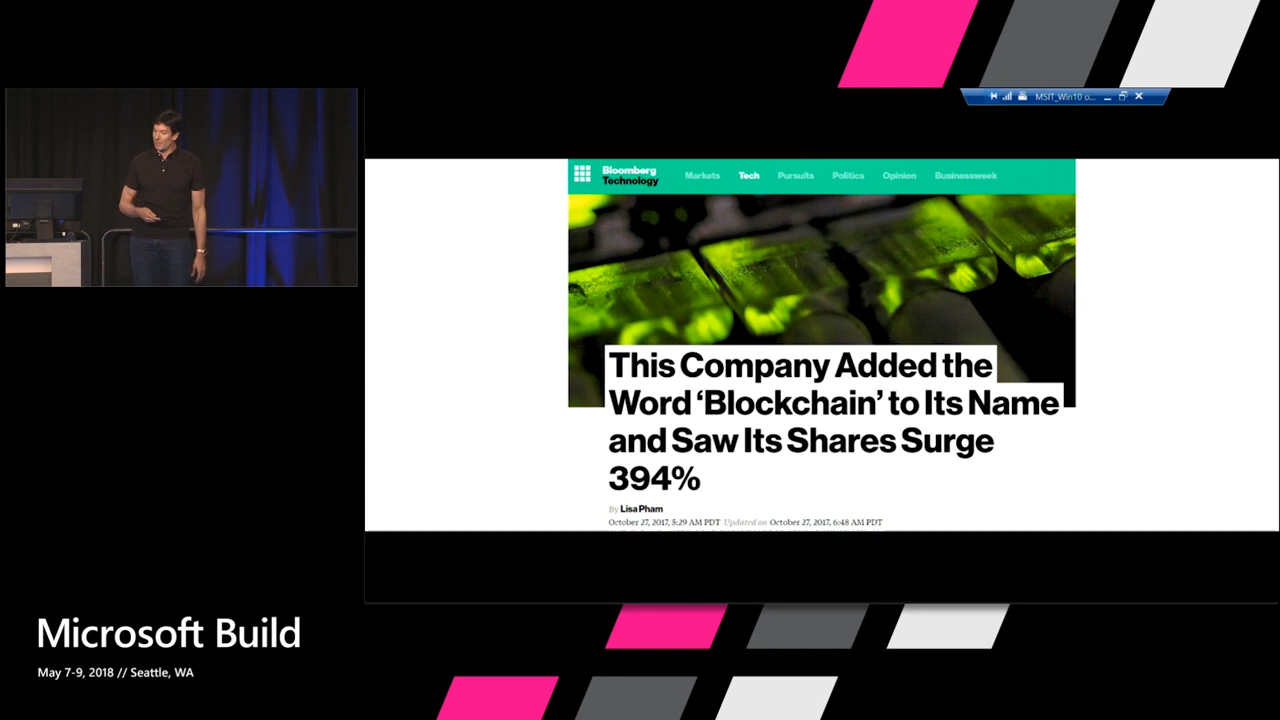 MSIT_Win10 o...
Bloomberg
Technology
Markets Tech Pursuits Politics Opinion Businessweek
This Company Added the
Word ‘Blockchain’ to Its Name
and Saw Its Shares Surge
394%
By Lisa Pham
October 27, 2017, 5:29 AM PDT Updated on October 27, 2017, 6:48 AM PDT
Microsoft Build
May 7-9, 2018 // Seattle, WA